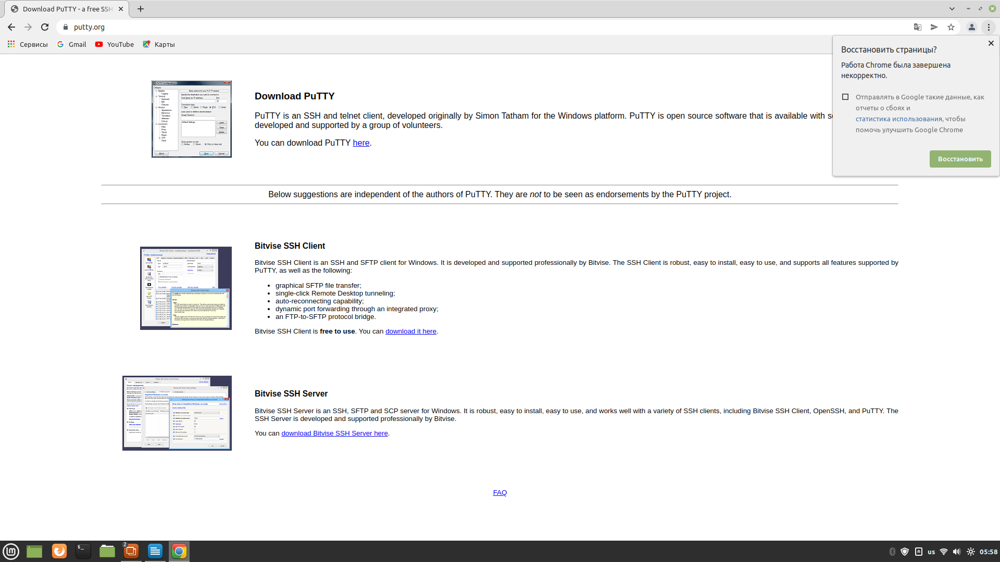 Download PuTTY - a free SSH
putty.org
Сервисы
Gmail
YouTube
Карты
Восстановить страницы?
Работа Chrome была завершена
некорректно.
Отправлять в Google такие данные, как
отчеты о сбоях и
статистика использования, чтобы
помочь улучшить Google Chrome
Восстановить
Download PuTTY
PuTTY is an SSH and telnet client, developed originally by Simon Tatham for the Windows platform. PuTTY is open source software that is available with
developed and supported by a group of volunteers.
You can download PuTTY here.
Below suggestions are independent of the authors of PuTTY. They are not to be seen as endorsements by the PuTTY project.
Bitvise SSH Client
Bitvise SSH Client is an SSH and SFTP client for Windows. It is developed and supported professionally by Bitvise. The SSH Client is robust, easy to install, easy to use, and supports all features supported by
PuTTY, as well as the following:
graphical SFTP file transfer;
single-click Remote Desktop tunneling;
auto-reconnecting capability;
dynamic port forwarding through an integrated proxy;
an FTP-to-SFTP protocol bridge.
Bitvise SSH Client is free to use. You can download it here.
Bitvise SSH Server
Bitvise SSH Server is an SSH, SFTP and SCP server for Windows. It is robust, easy to install, easy to use, and works well with a variety of SSH clients, including Bitvise SSH Client, OpenSSH, and PuTTY. The
SSH Server is developed and supported professionally by Bitvise.
You can download Bitvise SSH Server here.
FAQ
2
us
05:58